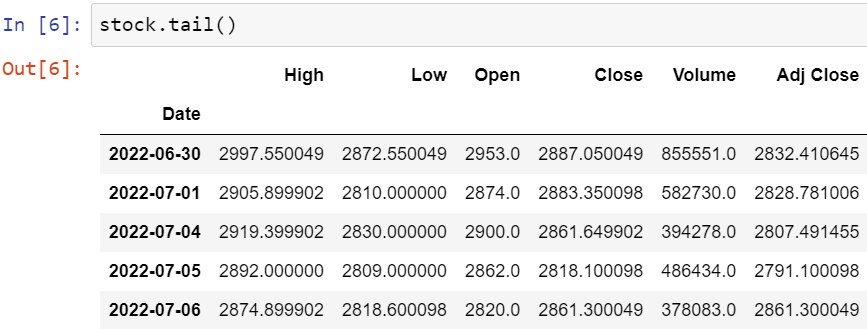 In [6]: stock.tail()
Out[6]:
High Low Open Close Volume Adj Close
Date
2022-06-30 2997.550049 2872.550049 2953.0 2887.050049 855551.0 2832.410645
2022-07-01 2905.899902 2810.000000 2874.0 2883.350098 582730.0 2828.781006
2022-07-04 2919.399902 2830.000000 2900.0 2861.649902 394278.0 2807.491455
2022-07-05 2892.000000 2809.000000 2862.0 2818.100098 486434.0 2791.100098
2022-07-06 2874.899902 2818.600098 2820.0 2861.300049 378083.0 2861.300049